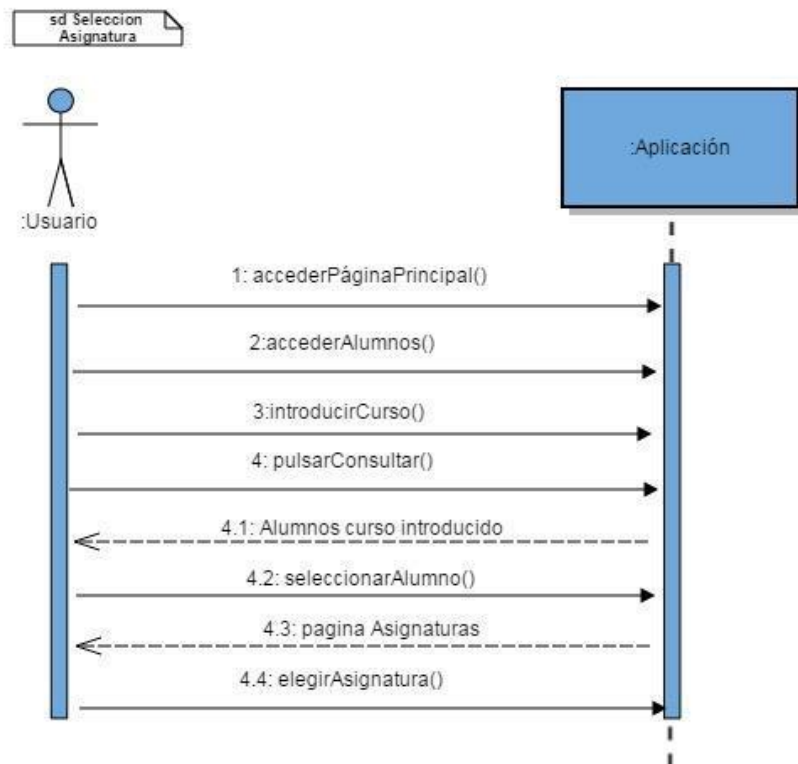 sd Seleccion
Asignatura
:Usuario
:Aplicación
1: accederPáginaPrincipal()
2:accederAlumnos()
3:introducirCurso()
4: pulsarConsultar()
4.1: Alumnos curso introducido
4.2: seleccionarAlumno()
4.3: pagina Asignaturas
4.4: elegirAsignatura()